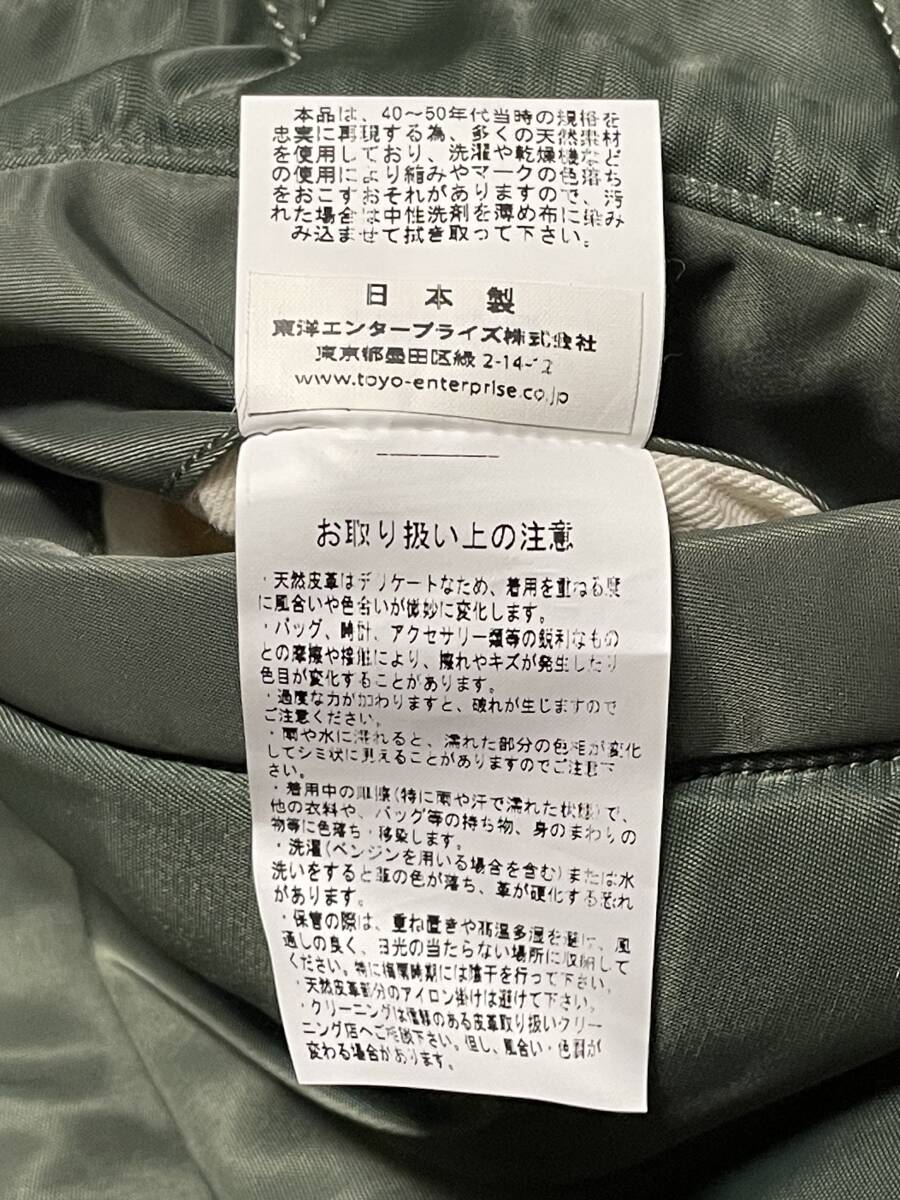 本品は、40〜50年代当時の規格を
忠実に再現する為、多くの天然素材
を使用しており、洗濯や乾燥機など
の使用により縮みやマークの色落ち
をおこすおそれがありますので、汚
れた場合は中性洗剤を薄め布に染み
み込ませて拭き取って下さい。
日本製
東洋エンタープライズ株式会社
東京都墨田区緑 2-14-12
www.toyo-enterprise.co.jp
お取り扱い上の注意
・天然皮革はデリケートなため、着用を重ねる度
に風合いや色合いが微妙に変化します。
・バッグ、時計、アクセサリー類等の鋭利なもの
との摩擦や接触により、擦れやキズが発生したり
色目が変化することがあります。
・過度な力が加わりますと、破れが生じますので
ご注意ください。
・雨や水に濡れると、濡れた部分の色相が変化
してシミ状に見えることがありますのでご注意下
さい。
・着用中の摩擦(特に雨や汗で濡れた状態)で、
他の衣料や、バッグ等の持ち物、身のまわりの
物等に色落ち・移染します。
・洗濯(ベンジンを用いる場合を含む)または水
洗いをすると革の色が落ち、革が硬化する恐れ
があります。
・保管の際は、重ね置きや高温多湿を避け、風
通しの良く、日光の当たらない場所に収納して
ください。特に梅雨時期には陰干を行って下さい。
・天然皮革部分のアイロン掛けは避けて下さい。
・クリーニングは信頼のある皮革取り扱いクリー
ニング店へご相談下さい。但し、風合い・色調が
変わる場合があります。